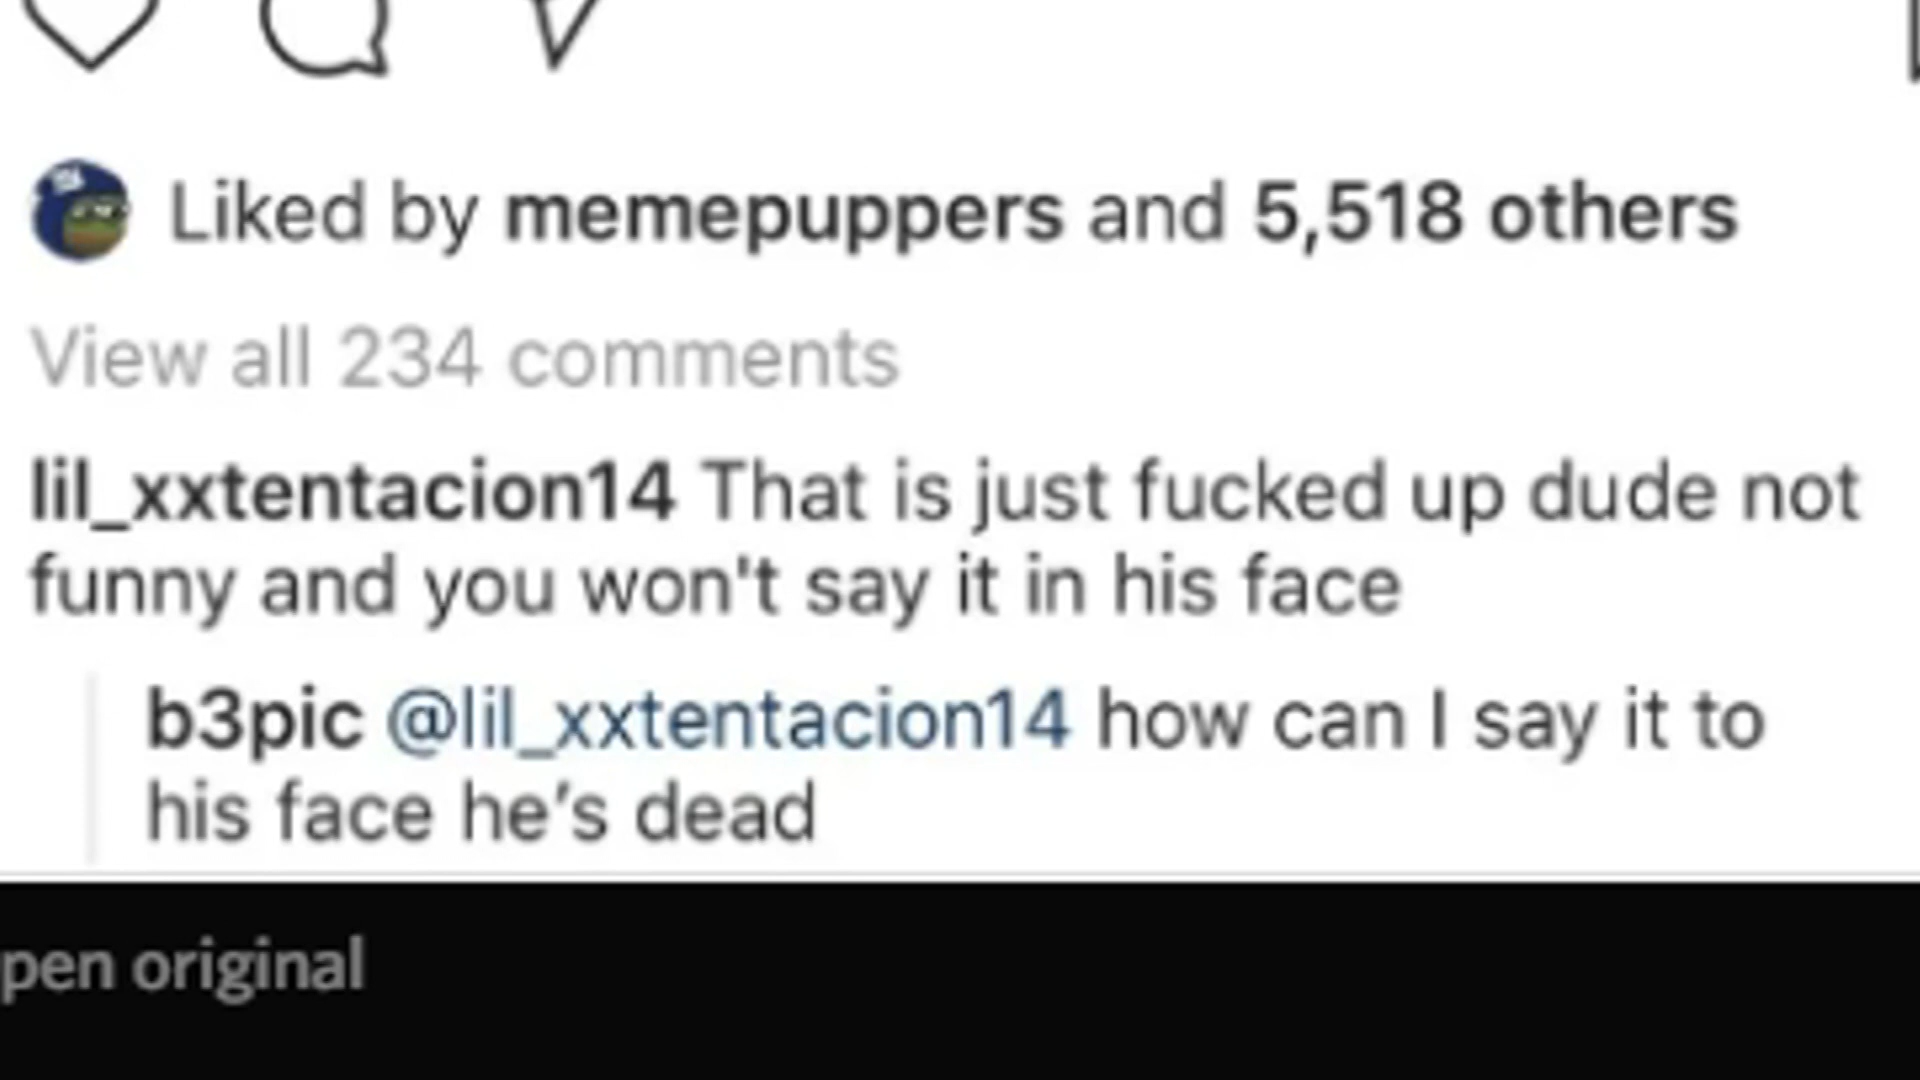 Liked by memepuppers and 5,518 others
View all 234 comments
lil_xxtentacion14 That is just fucked up dude not
funny and you won't say it in his face
b3pic @lil_xxtentacion14 how can I say it to
his face he’s dead
pen original